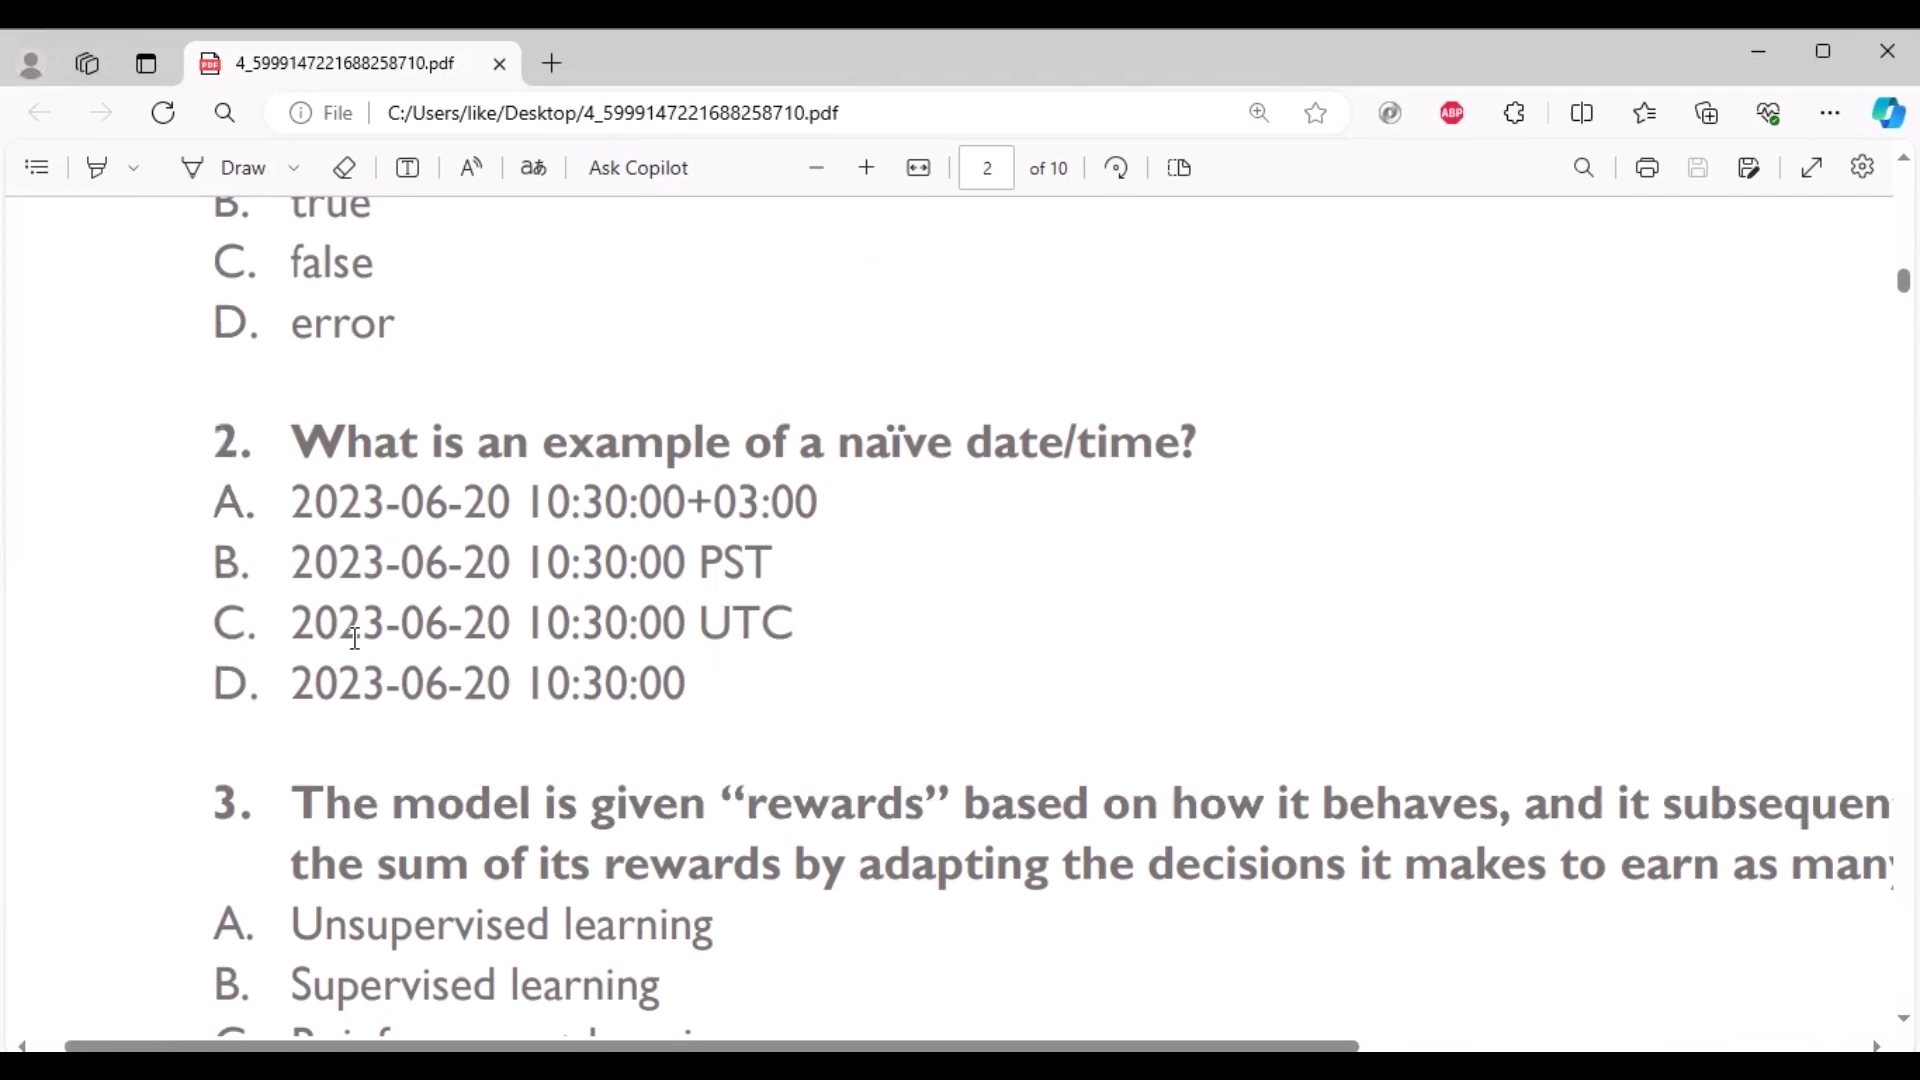 4_5999147221688258710.pdf
File C:/Users/like/Desktop/4_5999147221688258710.pdf
ABP
Draw
Ask Copilot
2 of 10
B. true
C. false
D. error
2. What is an example of a naïve date/time?
A. 2023-06-20 10:30:00+03:00
B. 2023-06-20 10:30:00 PST
C. 2023-06-20 10:30:00 UTC
D. 2023-06-20 10:30:00
3. The model is given “rewards” based on how it behaves, and it subsequen
the sum of its rewards by adapting the decisions it makes to earn as many
A. Unsupervised learning
B. Supervised learning